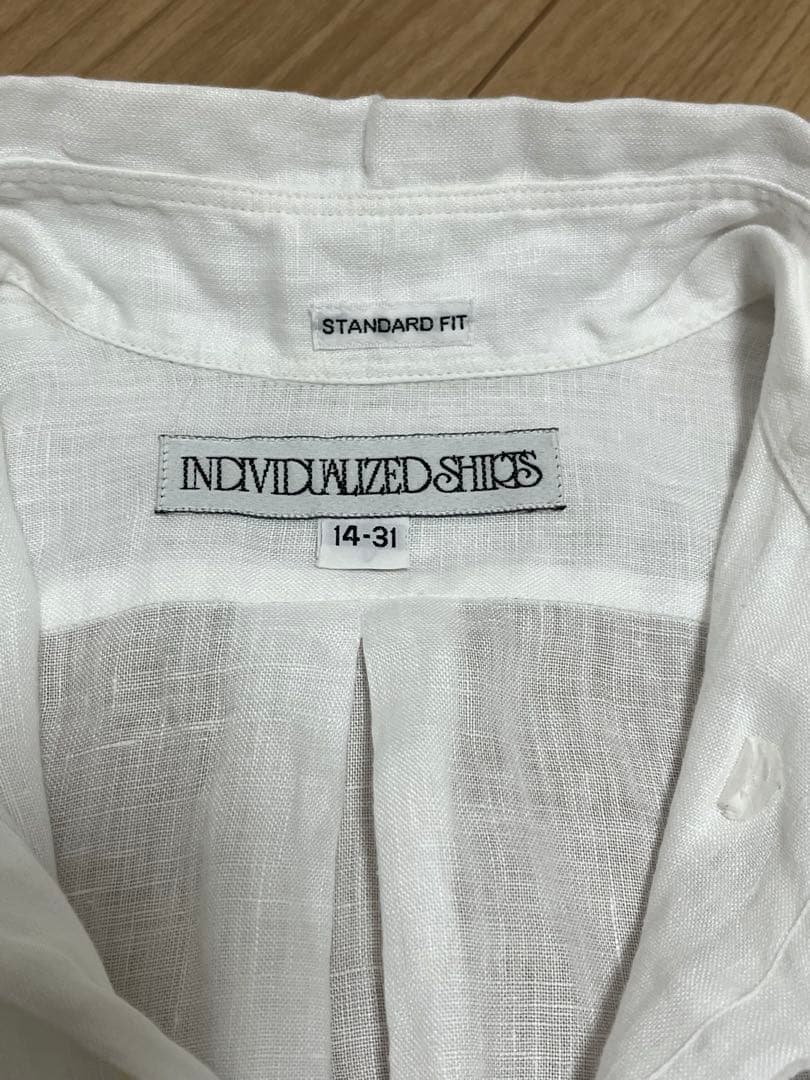 STANDARD FIT
INDIVIDUALIZED SHIRTS
14-31